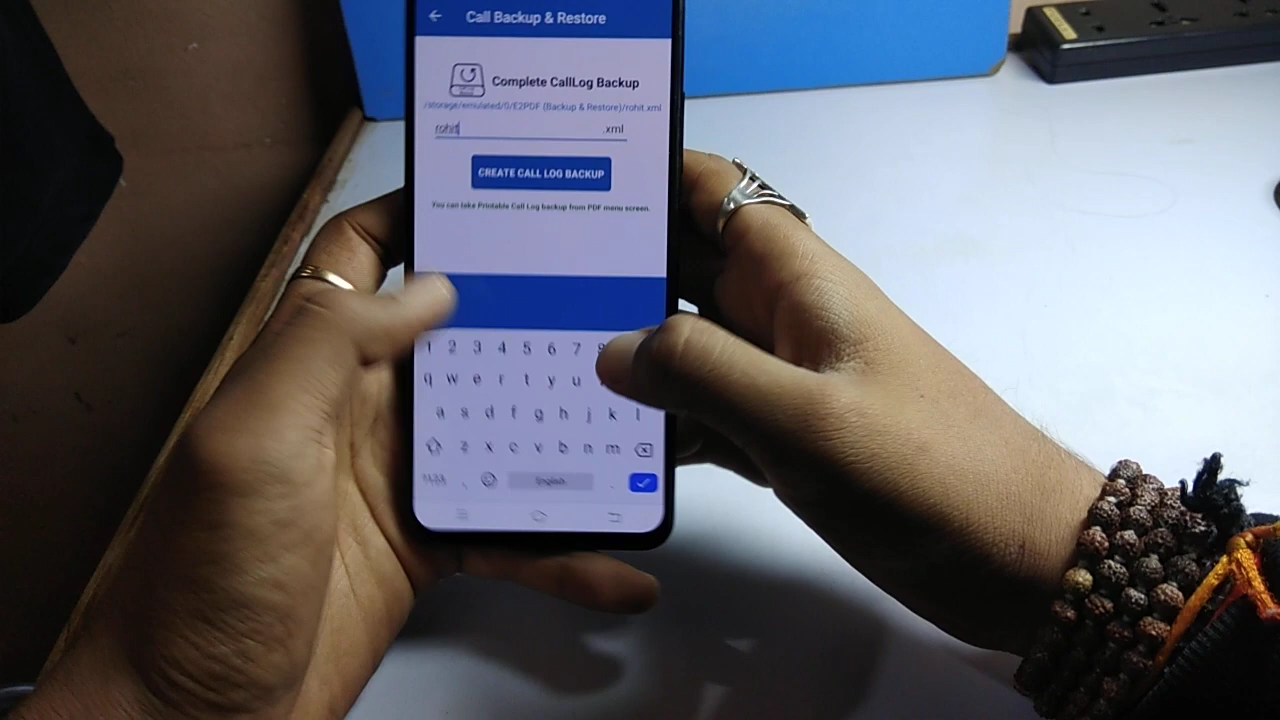 Call Backup & Restore
Complete CallLog Backup
/storage/emulated/0/E2PDF (Backup & Restore)/rohit.xml
rohit .xml
CREATE CALL LOG BACKUP
You can take Printable Call Log backup from PDF menu screen.
1 2 3 4 5 6 7 8
q w e r t y u
a s d f g h j k l
z x c v b n m
?123 , English .